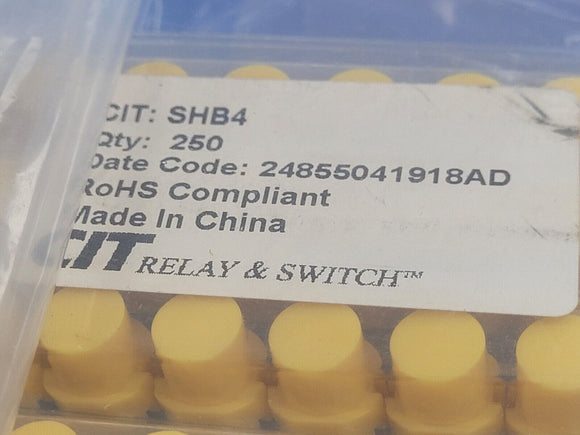 CIT: SHB4
Qty: 250
Date Code: 24855041918AD
RoHS Compliant
Made In China
CIT RELAY & SWITCH™